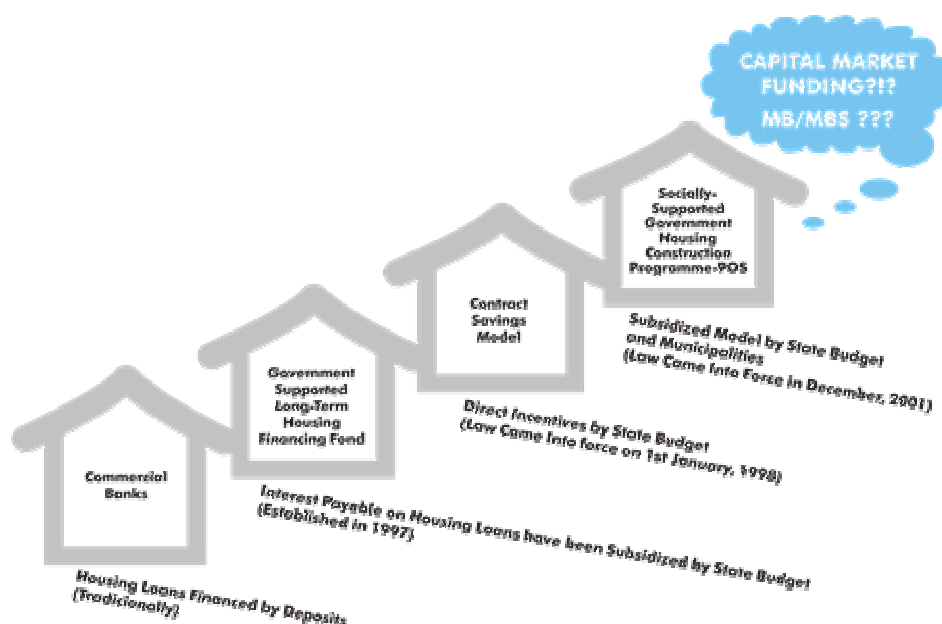 CAPITAL MARKET
FUNDING?!?
MB/MBS ???
Socially-
Supported
Government
Housing
Construction
Programme-POS
Subsidized Model by State Budget
and Municipalities
(Law Came Into Force in December, 2001)
Contract
Savings
Model
Direct Incentives by State Budget
(Law Came Into force on 1st January, 1998)
Government
Supported
Long-Term
Housing
Financing Fond
Interest Payable on Housing Loans have been Subsidized by State Budget
(Established in 1997)
Commercial
Banks
Housing Loans Financed by Deposits
(Tradicionally)